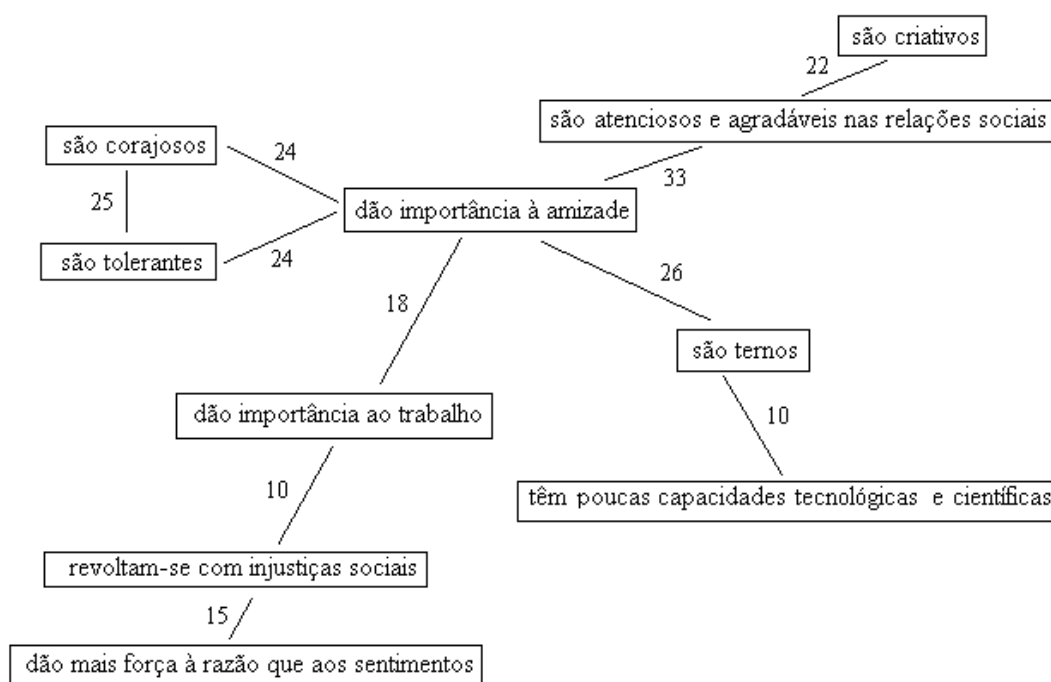 são criativos
22
são atenciosos e agradáveis nas relações sociais
são corajosos
24
33
25
dão importância à amizade
são tolerantes
24
26
18
são ternos
dão importância ao trabalho
10
10
têm poucas capacidades tecnológicas e científicas
revoltam-se com injustiças sociais
15
dão mais força à razão que aos sentimentos